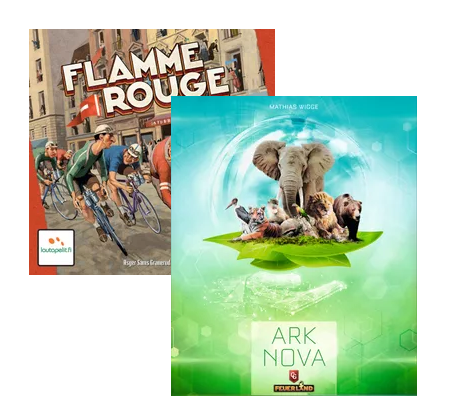 FLAMME
ROUGE
lautapelit.fi
MATHIAS WIGGE
ARK
NOVA
FEUERLAND